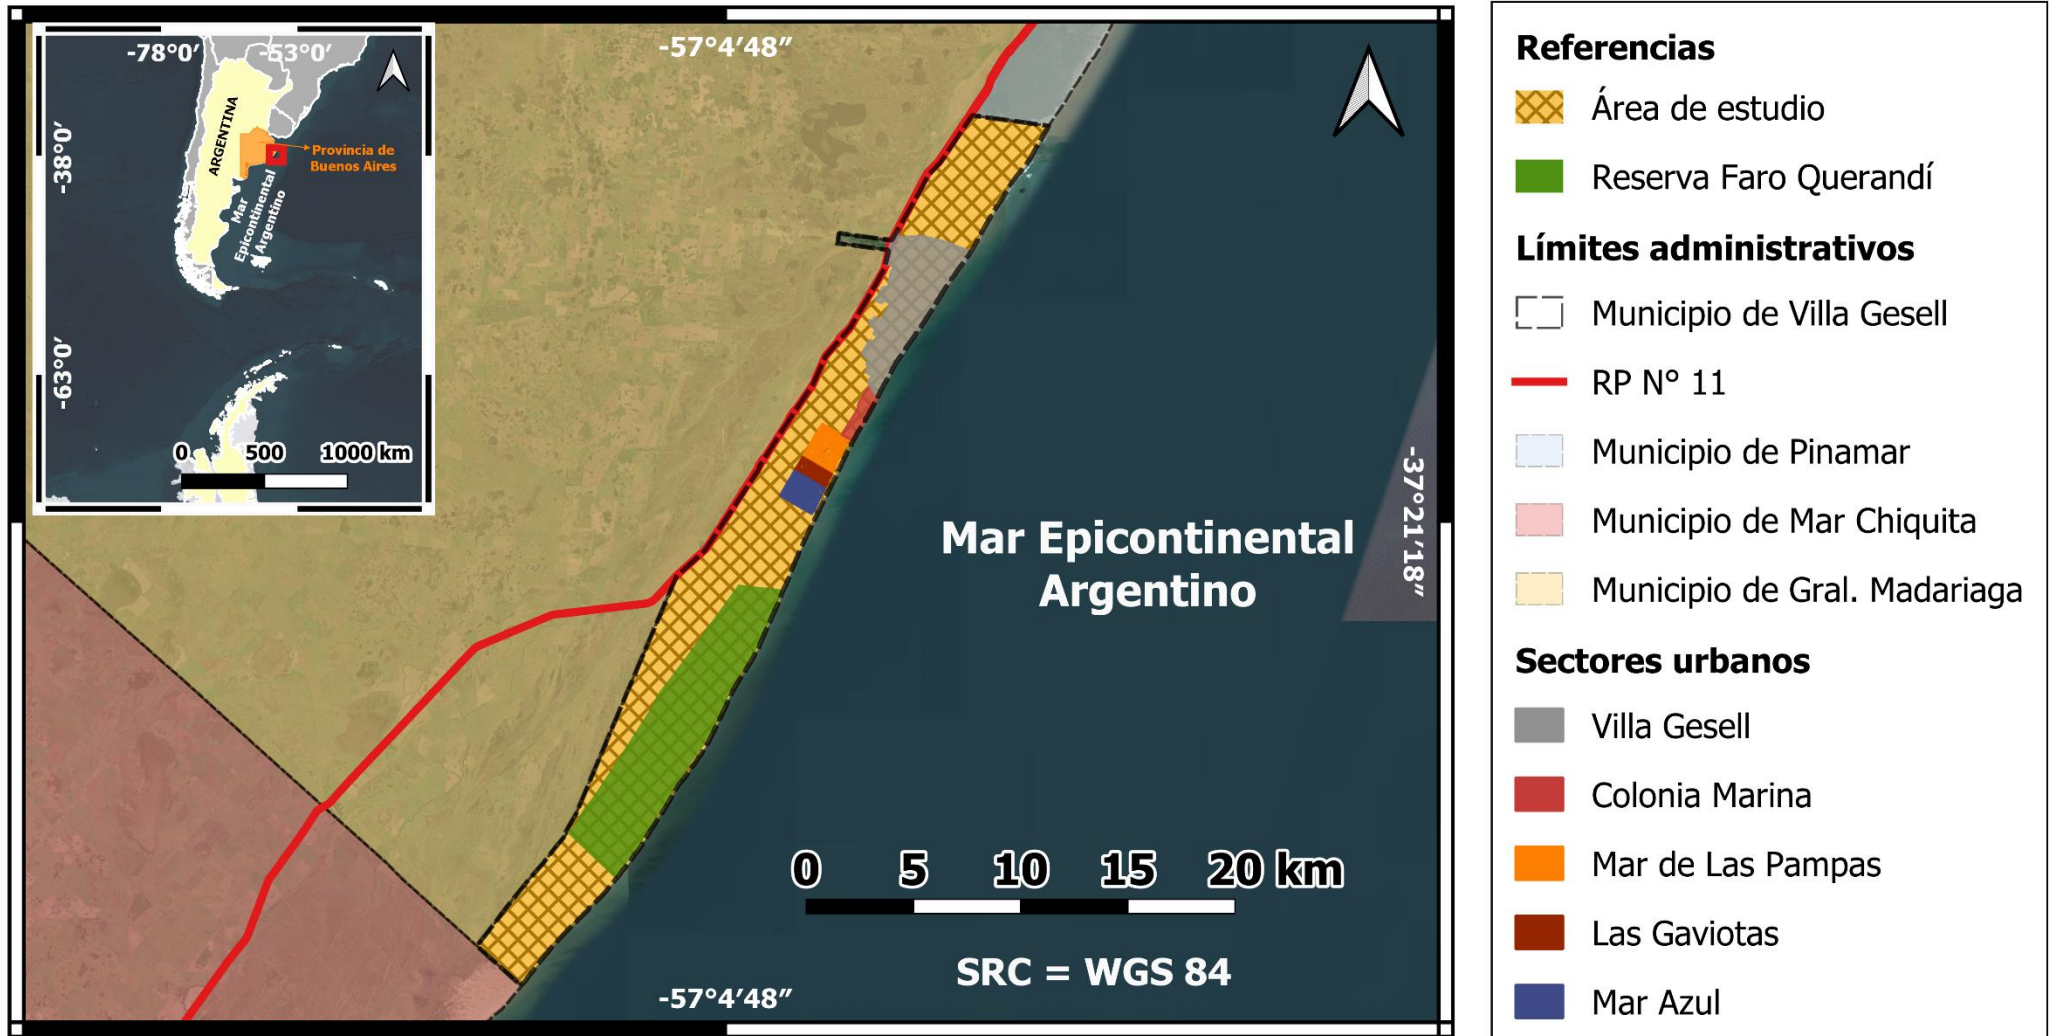 -78°0′ -53°0′
-38°0′
-63°0′
ARGENTINA
Provincia de
Buenos Aires
Mar
Epicontinental
Argentino
0 500 1000 km
-57°4′48″
-37°21′18″
Mar Epicontinental
Argentino
0 5 10 15 20 km
SRC = WGS 84
-57°4′48″
Referencias
Área de estudio
Reserva Faro Querandí
Límites administrativos
Municipio de Villa Gesell
RP N° 11
Municipio de Pinamar
Municipio de Mar Chiquita
Municipio de Gral. Madariaga
Sectores urbanos
Villa Gesell
Colonia Marina
Mar de Las Pampas
Las Gaviotas
Mar Azul